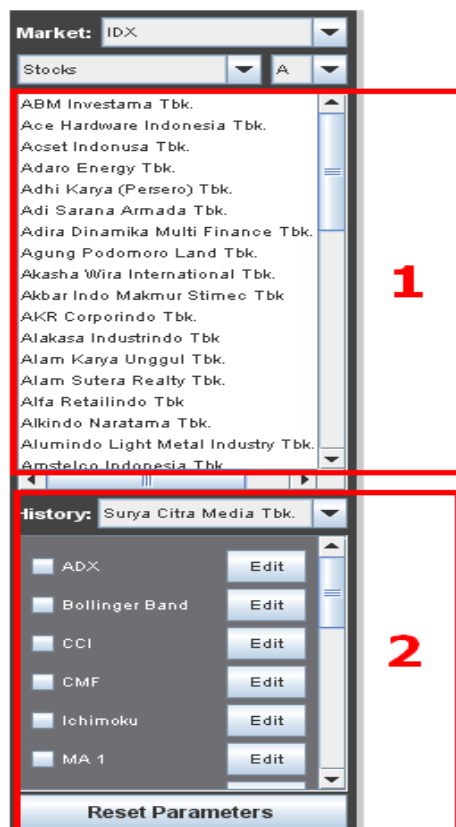 Market: IDX
Stocks A
ABM Investama Tbk.
Ace Hardware Indonesia Tbk.
Acset Indonusa Tbk.
Adaro Energy Tbk.
Adhi Karya (Persero) Tbk.
Adi Sarana Armada Tbk.
Adira Dinamika Multi Finance Tbk.
Agung Podomoro Land Tbk.
Akasha Wira International Tbk.
Akbar Indo Makmur Stimec Tbk
AKR Corporindo Tbk.
Alakasa Industrindo Tbk
Alam Karya Unggul Tbk.
Alam Sutera Realty Tbk.
Alfa Retailindo Tbk
Alkindo Naratama Tbk.
Alumindo Light Metal Industry Tbk.
Amstelco Indonesia Tbk
1
History: Surya Citra Media Tbk.
ADX Edit
Bollinger Band Edit
CCI Edit
CMF Edit
Ichimoku Edit
MA 1 Edit
2
Reset Parameters